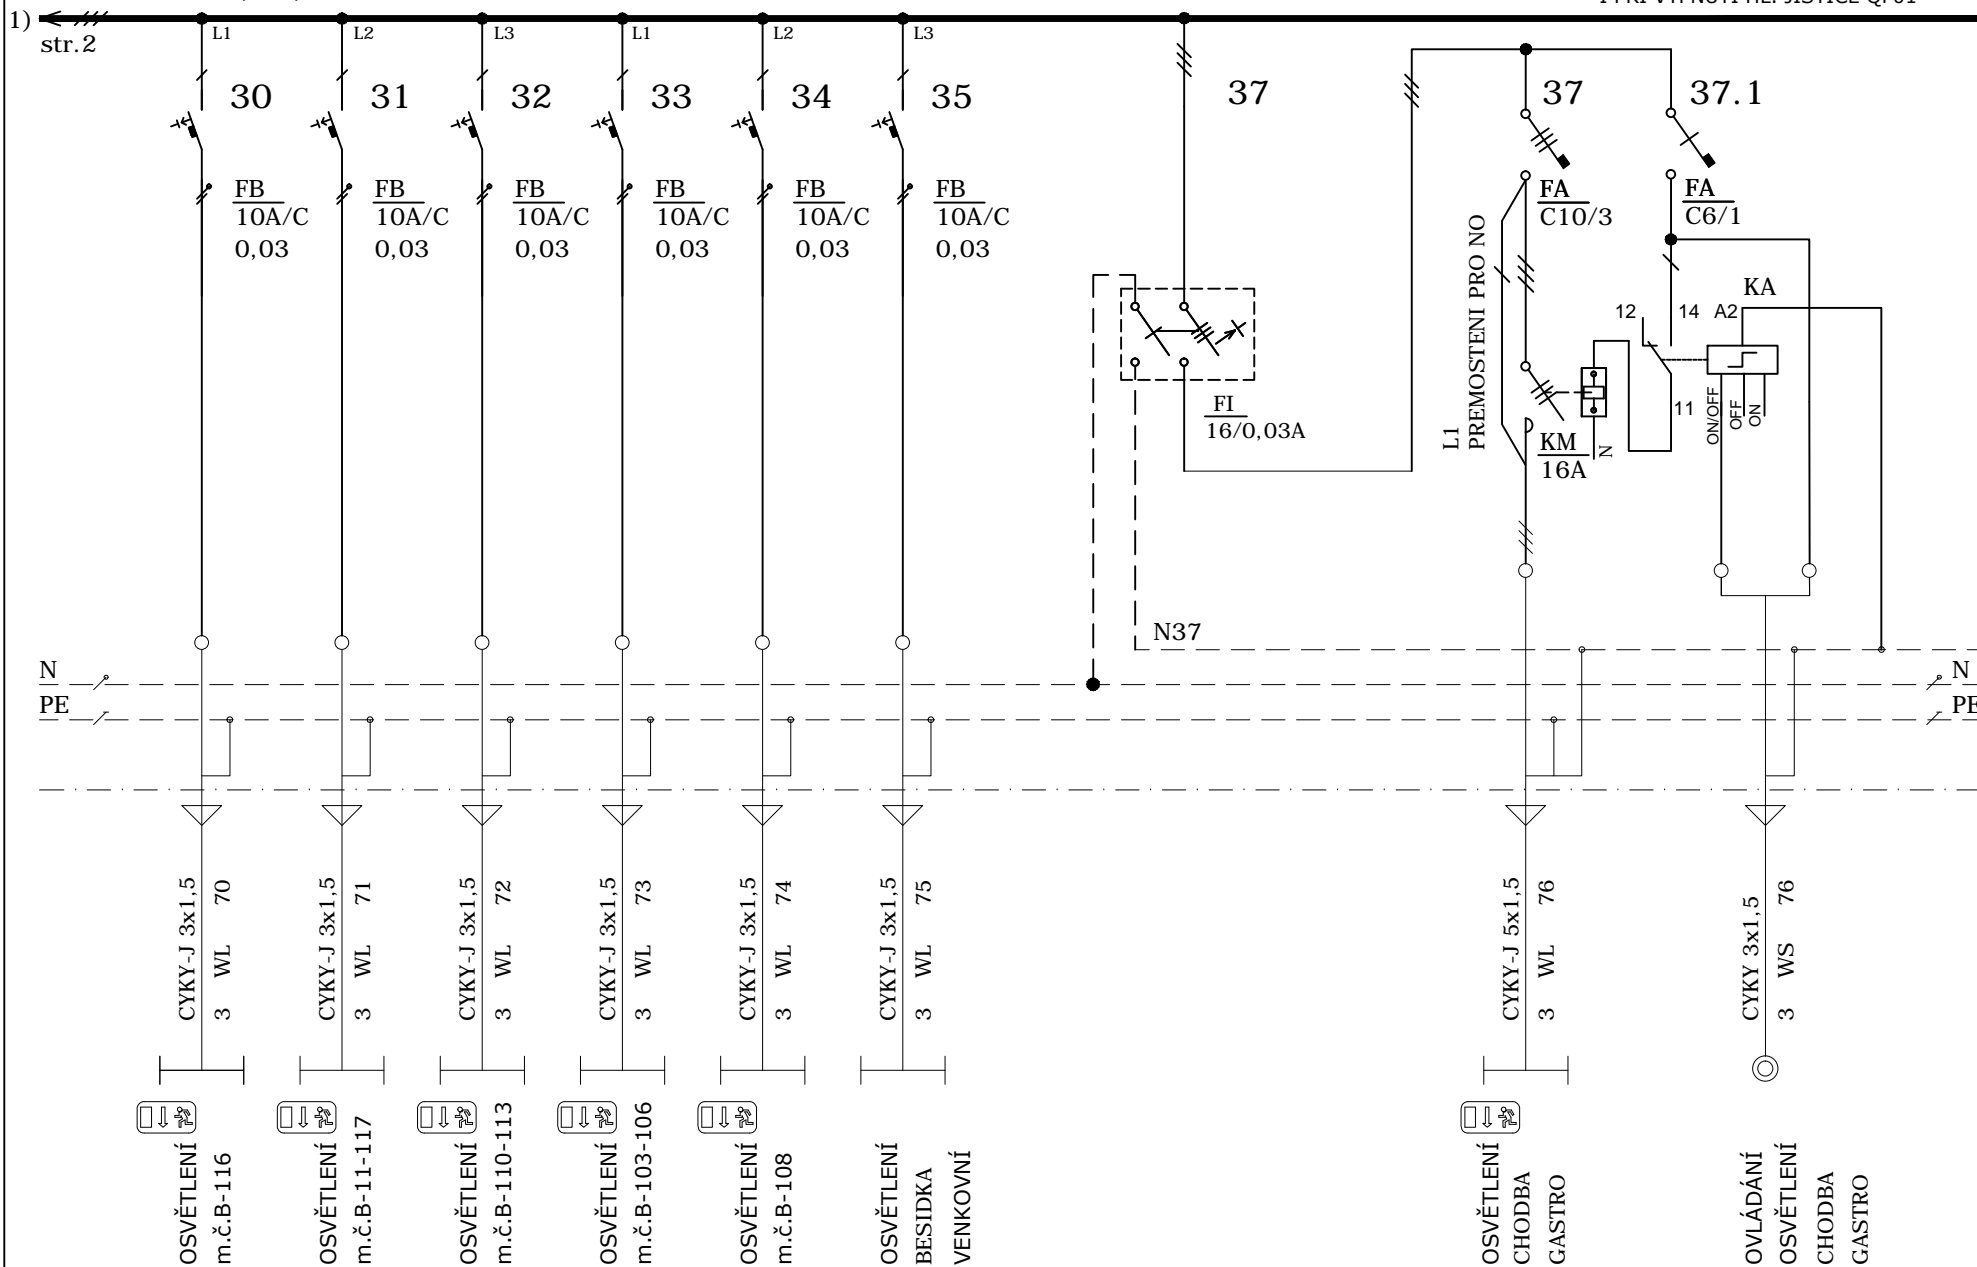 1)
str.2
L1
L2
L3
L1
L2
L3
30
31
32
33
34
35
37
37
37.1
FB
10A/C
0,03
FB
10A/C
0,03
FB
10A/C
0,03
FB
10A/C
0,03
FB
10A/C
0,03
FB
10A/C
0,03
FI
16/0,03A
FA
C10/3
FA
C6/1
L1
PREMOSTENI PRO NO
KM
16A
N
12
14
A2
KA
11
ON/OFF
OFF
ON
N37
N
PE
N
PE
CYKY-J 3x1,5
3 WL 70
CYKY-J 3x1,5
3 WL 71
CYKY-J 3x1,5
3 WL 72
CYKY-J 3x1,5
3 WL 73
CYKY-J 3x1,5
3 WL 74
CYKY-J 3x1,5
3 WL 75
CYKY-J 5x1,5
3 WL 76
CYKY 3x1,5
3 WS 76
OSVĚTLENÍ
m.č.B-116
OSVĚTLENÍ
m.č.B-11-117
OSVĚTLENÍ
m.č.B-110-113
OSVĚTLENÍ
m.č.B-103-106
OSVĚTLENÍ
m.č.B-108
OSVĚTLENÍ
BESIDKA
VENKOVNÍ
OSVĚTLENÍ
CHODBA
GASTRO
OVLÁDÁNÍ
OSVĚTLENÍ
CHODBA
GASTRO